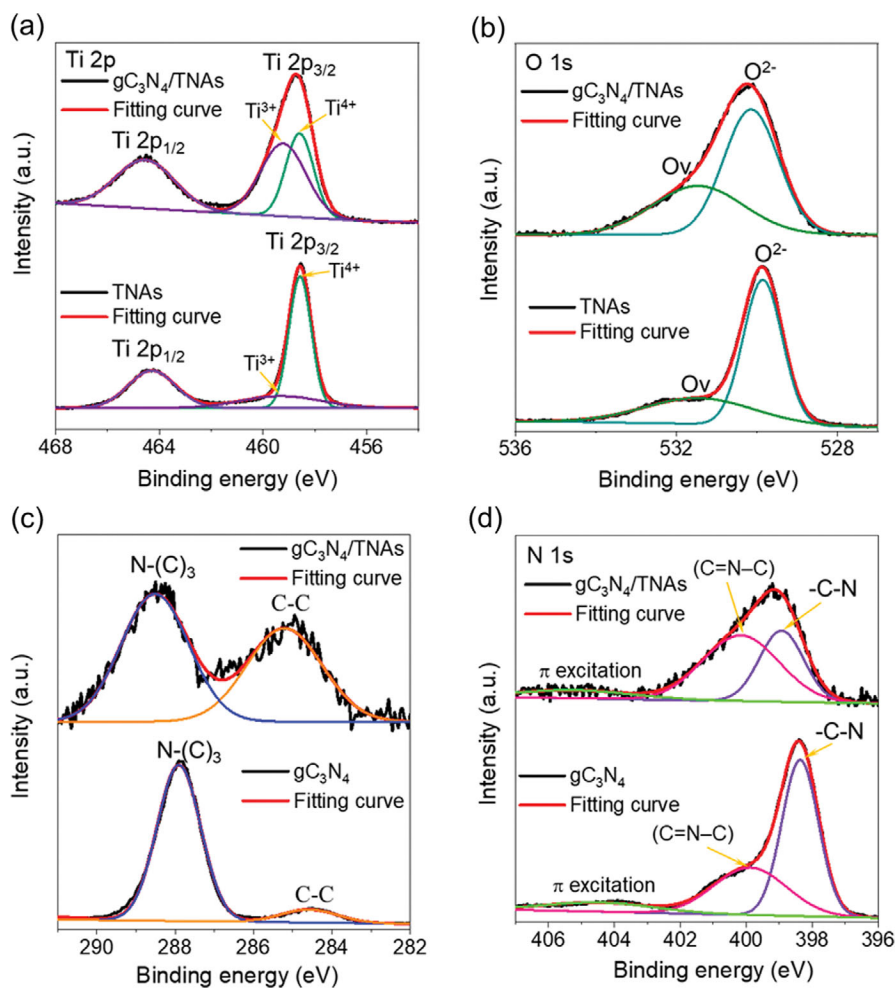 (a)
Ti 2p
gC₃N₄/TNAs
Fitting curve
Ti 2p₁/₂
Ti 2p₃/₂
Ti³⁺
Ti⁴⁺
Ti 2p₃/₂
Ti⁴⁺
TNAs
Fitting curve
Ti 2p₁/₂
Ti³⁺
Intensity (a.u.)
468 464 460 456
Binding energy (eV)
(b)
O 1s
gC₃N₄/TNAs
Fitting curve
O²⁻
Ov
O²⁻
TNAs
Fitting curve
Ov
Intensity (a.u.)
536 532 528
Binding energy (eV)
(c)
N-(C)₃
gC₃N₄/TNAs
Fitting curve
C-C
N-(C)₃
gC₃N₄
Fitting curve
C-C
Intensity (a.u.)
290 288 286 284 282
Binding energy (eV)
(d)
N 1s
gC₃N₄/TNAs
Fitting curve
(C=N–C)
-C-N
π excitation
-C-N
gC₃N₄
Fitting curve
(C=N–C)
π excitation
Intensity (a.u.)
406 404 402 400 398 396
Binding energy (eV)